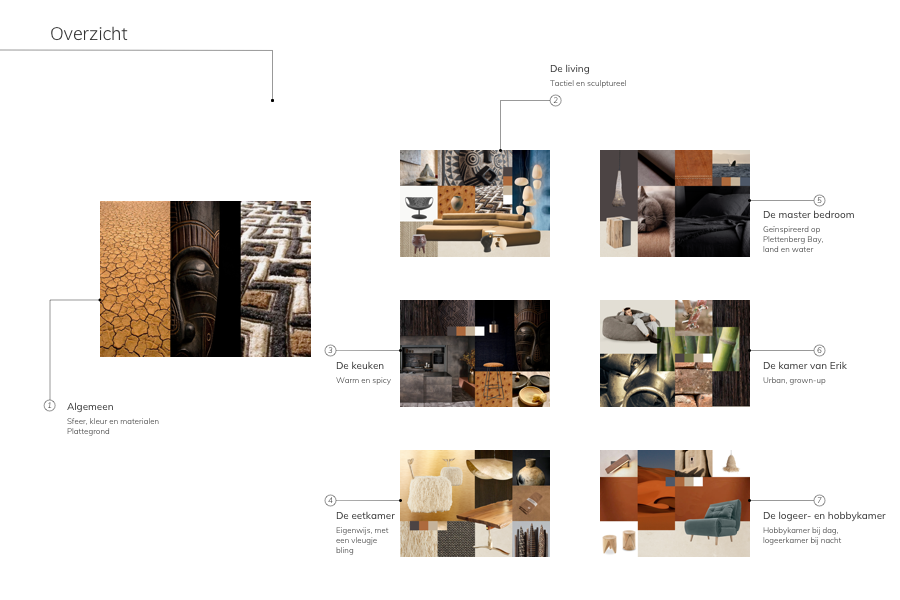 Overzicht
De living
Tactiel en sculptureel
2
5
De master bedroom
Geïnspireerd op
Plettenberg Bay,
land en water
3
De keuken
Warm en spicy
6
De kamer van Erik
Urban, grown-up
1
Algemeen
Sfeer, kleur en materialen
Plattegrond
4
De eetkamer
Eigenwijs, met
een vleugje
bling
7
De logeer- en hobbykamer
Hobbykamer bij dag,
logeerkamer bij nacht